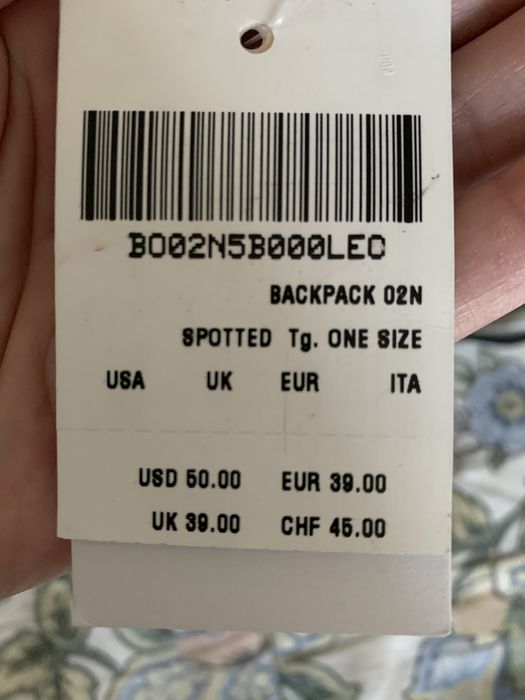 BO02N5B000LEO
BACKPACK 02N
SPOTTED Tg. ONE SIZE
USA UK EUR ITA
USD 50.00 EUR 39.00
UK 39.00 CHF 45.00